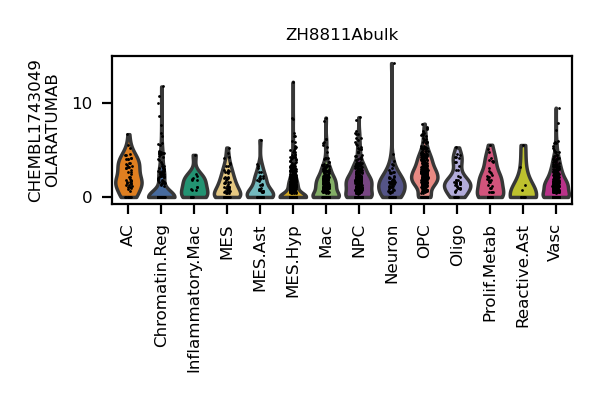 ZH8811Abulk
CHEMBL1743049
OLARATUMAB
10
0
AC
Chromatin.Reg
Inflammatory.Mac
MES
MES.Ast
MES.Hyp
Mac
NPC
Neuron
OPC
Oligo
Prolif.Metab
Reactive.Ast
Vasc